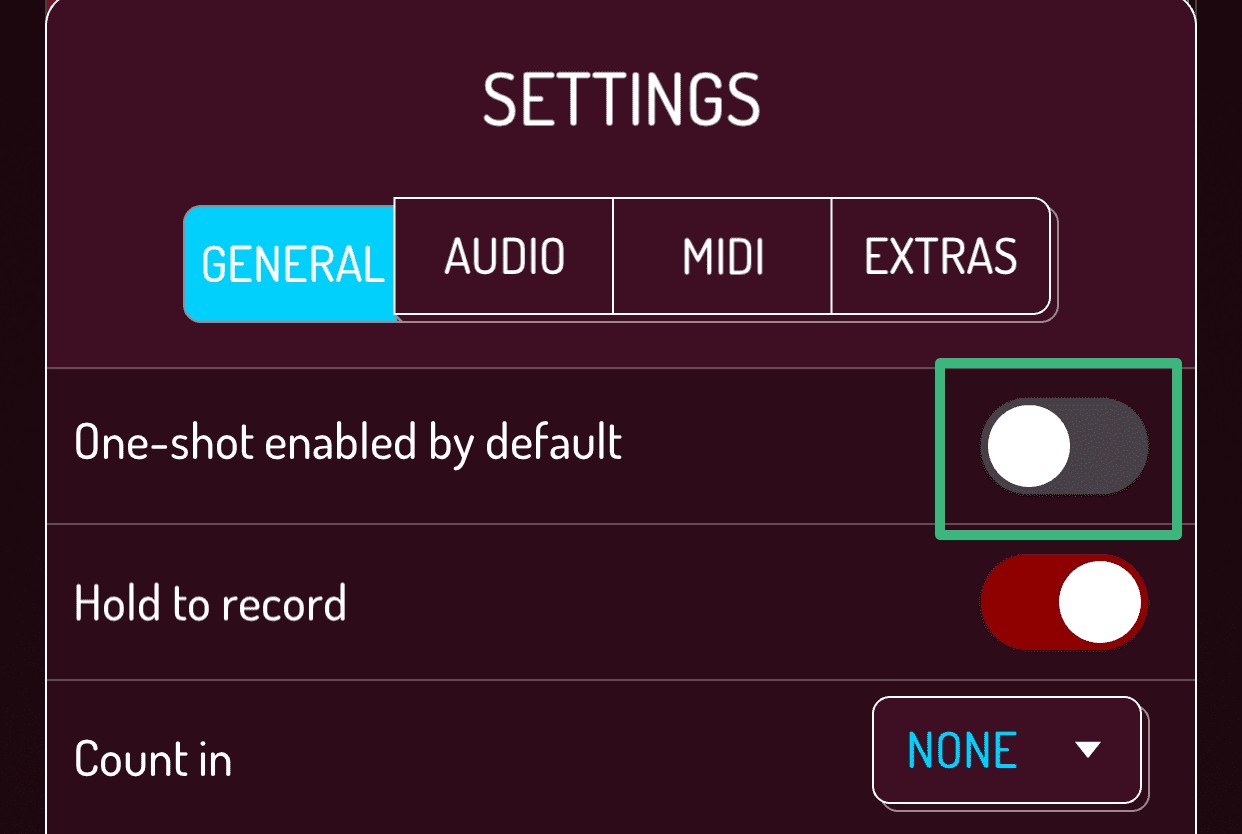 SETTINGS
GENERAL AUDIO MIDI EXTRAS
One-shot enabled by default
Hold to record
Count in NONE